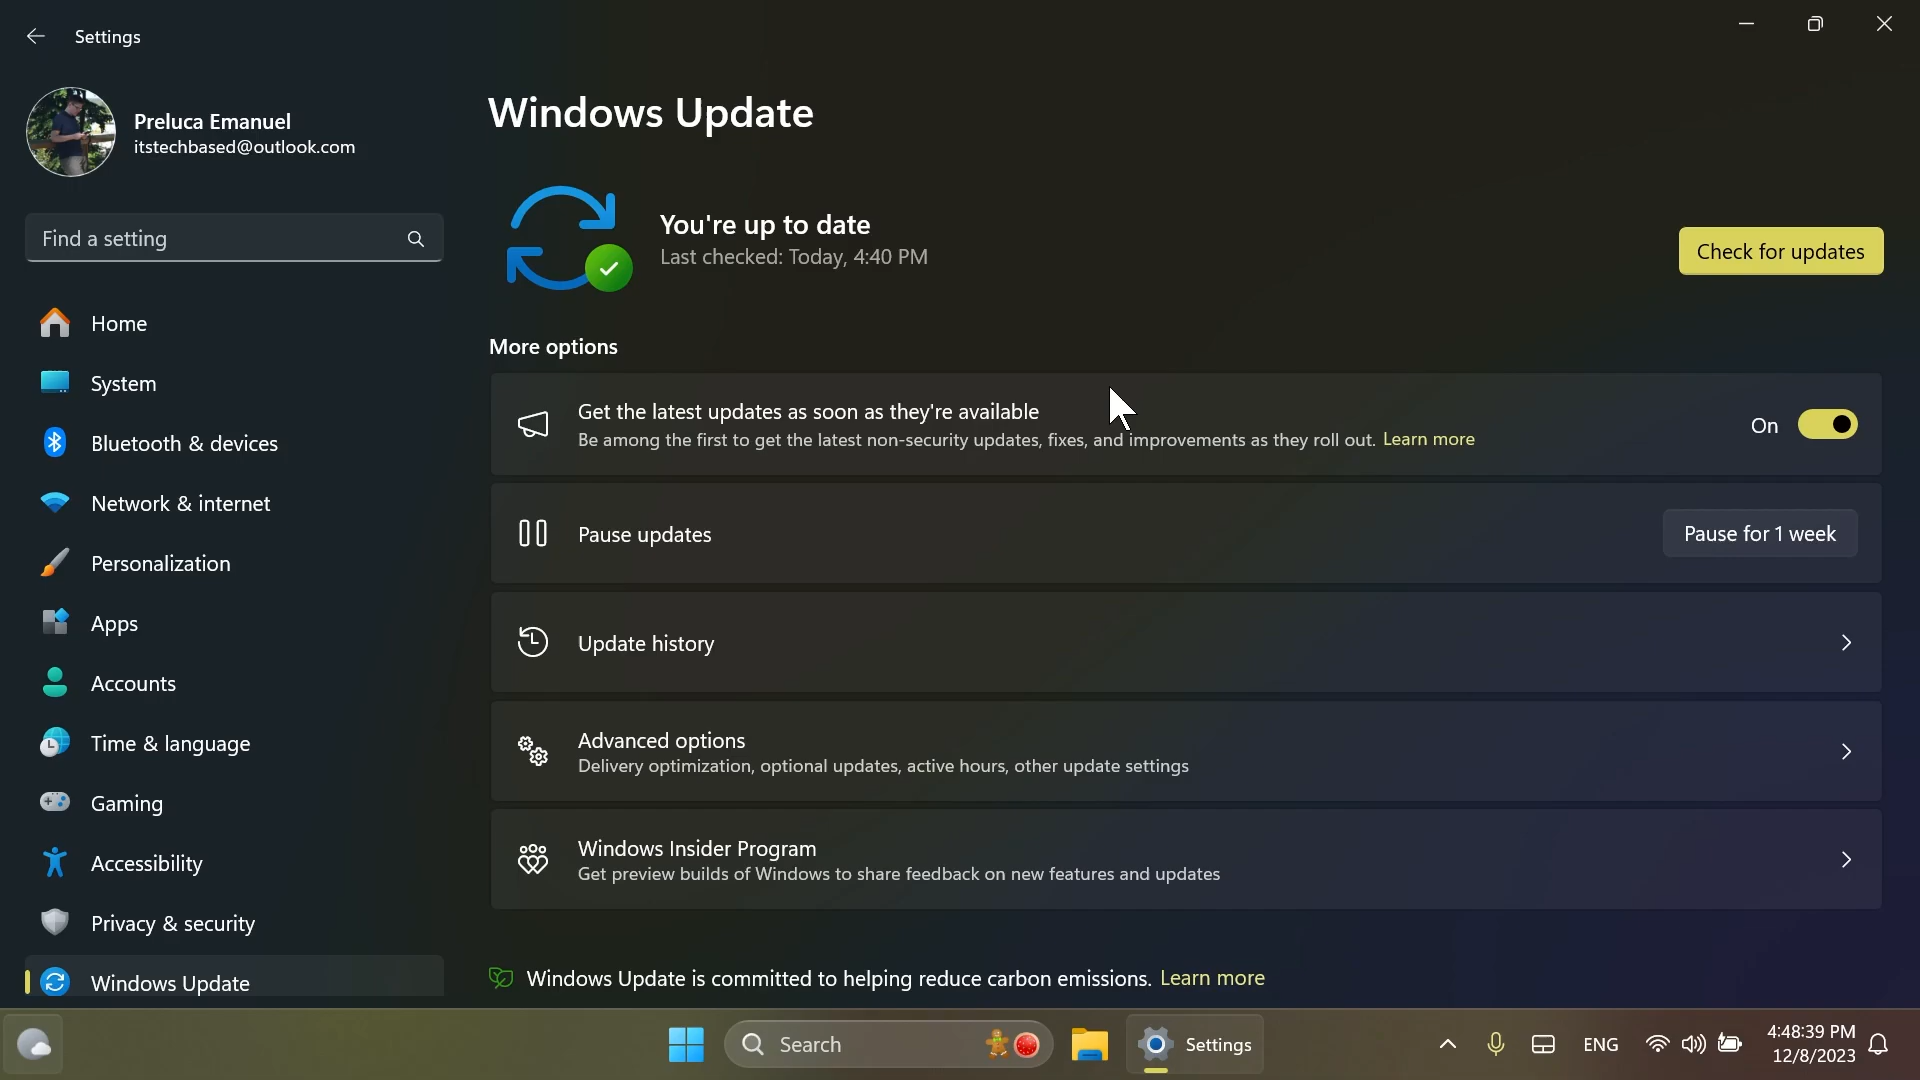 Settings
Preluca Emanuel
itstechbased@outlook.com
Find a setting
Home
System
Bluetooth & devices
Network & internet
Personalization
Apps
Accounts
Time & language
Gaming
Accessibility
Privacy & security
Windows Update
Windows Update
You're up to date
Last checked: Today, 4:40 PM
Check for updates
More options
Get the latest updates as soon as they're available
Be among the first to get the latest non-security updates, fixes, and improvements as they roll out. Learn more
On
Pause updates
Pause for 1 week
Update history
Advanced options
Delivery optimization, optional updates, active hours, other update settings
Windows Insider Program
Get preview builds of Windows to share feedback on new features and updates
Windows Update is committed to helping reduce carbon emissions. Learn more
Search
Settings
ENG
4:48:39 PM
12/8/2023